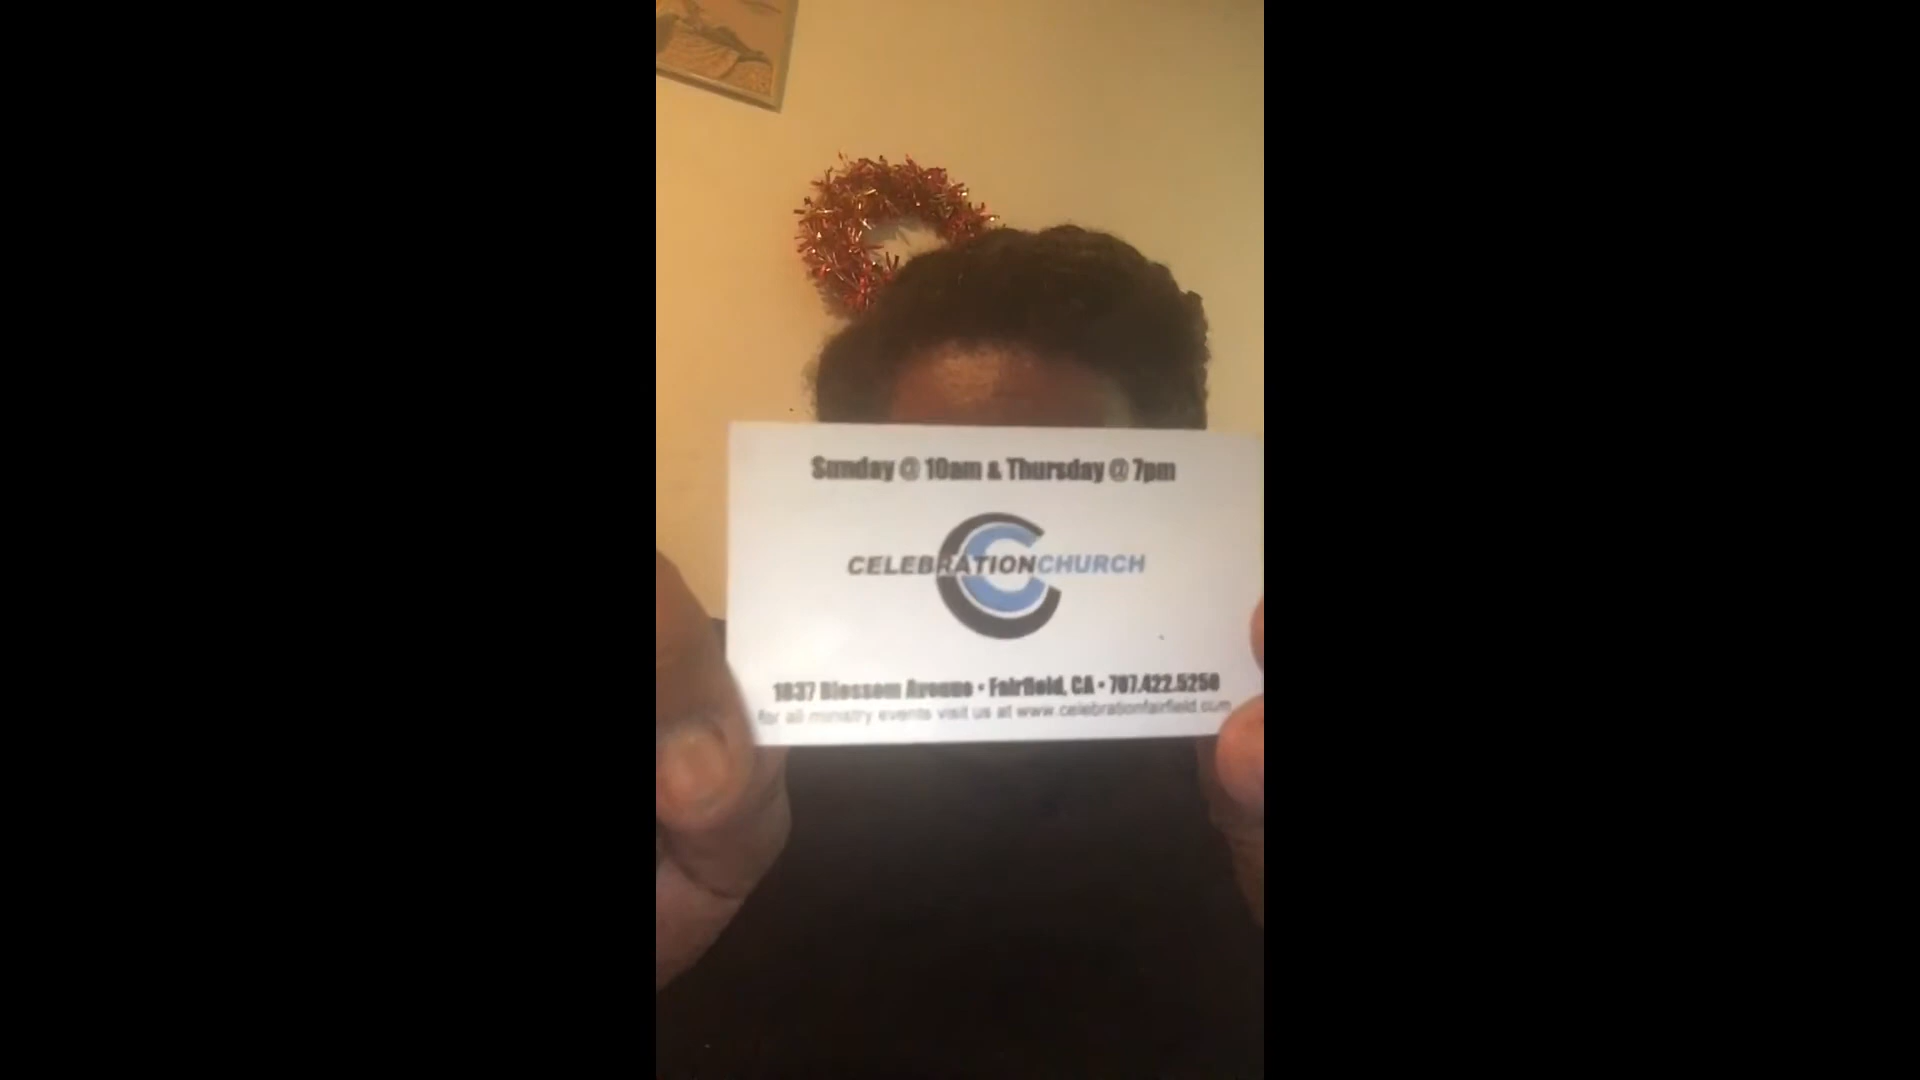 Sunday @ 10am & Thursday @ 7pm
CELEBRATIONCHURCH
1837 Blossom Avenue • Fairfield, CA • 707.422.5250
for all ministry events visit us at www.celebrationfairfield.com